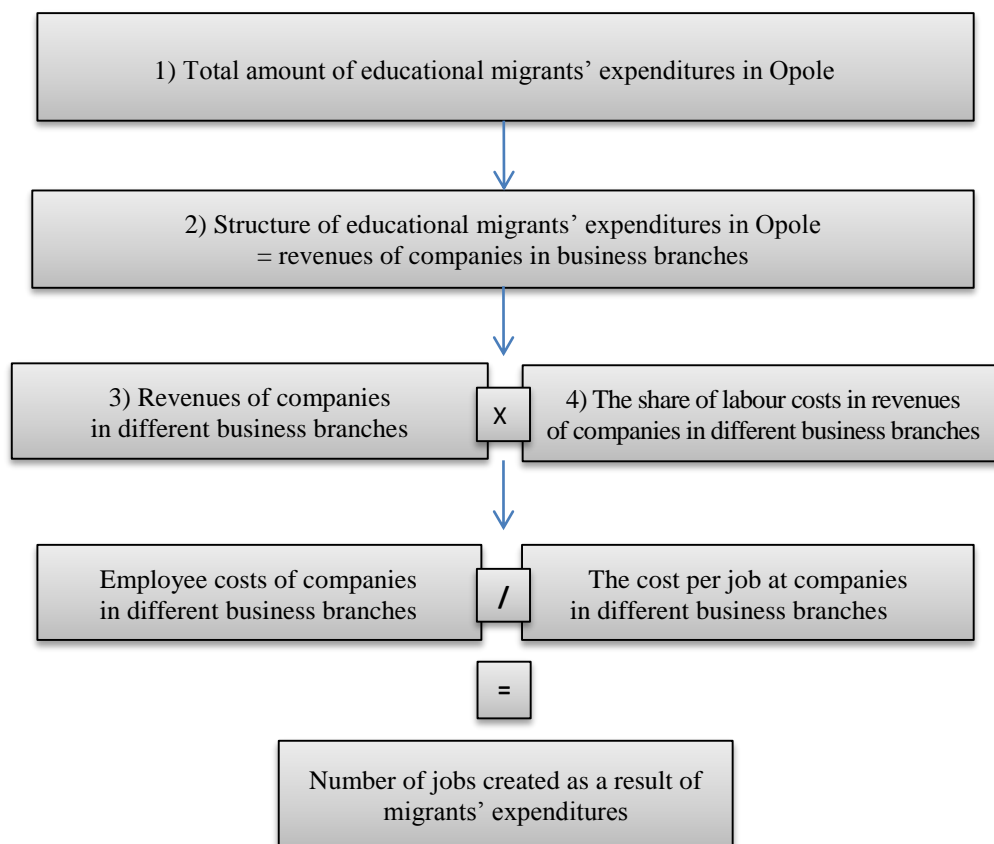 1) Total amount of educational migrants’ expenditures in Opole
2) Structure of educational migrants’ expenditures in Opole
= revenues of companies in business branches
3) Revenues of companies
in different business branches
X
4) The share of labour costs in revenues
of companies in different business branches
Employee costs of companies
in different business branches
/
The cost per job at companies
in different business branches
=
Number of jobs created as a result of
migrants’ expenditures